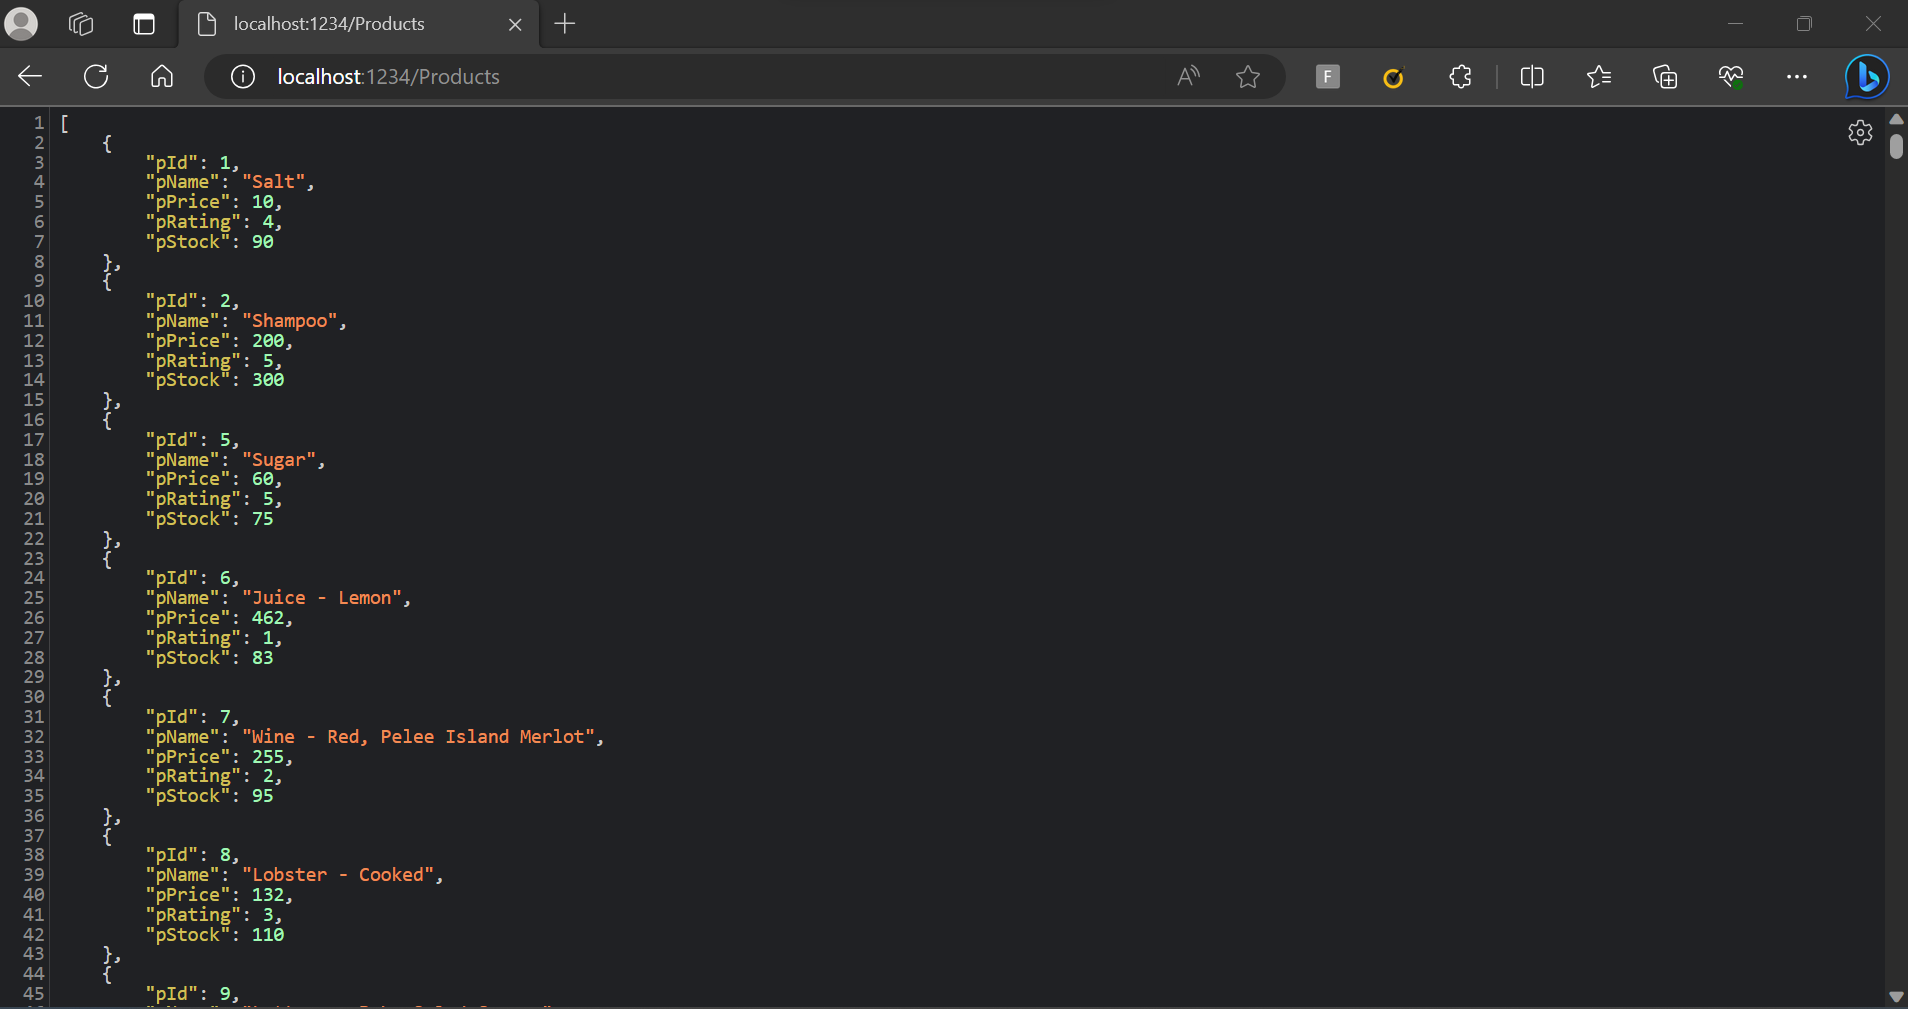 localhost:1234/Products
localhost:1234/Products
F
1 [
2 {
3 "pId": 1,
4 "pName": "Salt",
5 "pPrice": 10,
6 "pRating": 4,
7 "pStock": 90
8 },
9 {
10 "pId": 2,
11 "pName": "Shampoo",
12 "pPrice": 200,
13 "pRating": 5,
14 "pStock": 300
15 },
16 {
17 "pId": 5,
18 "pName": "Sugar",
19 "pPrice": 60,
20 "pRating": 5,
21 "pStock": 75
22 },
23 {
24 "pId": 6,
25 "pName": "Juice - Lemon",
26 "pPrice": 462,
27 "pRating": 1,
28 "pStock": 83
29 },
30 {
31 "pId": 7,
32 "pName": "Wine - Red, Pelee Island Merlot",
33 "pPrice": 255,
34 "pRating": 2,
35 "pStock": 95
36 },
37 {
38 "pId": 8,
39 "pName": "Lobster - Cooked",
40 "pPrice": 132,
41 "pRating": 3,
42 "pStock": 110
43 },
44 {
45 "pId": 9,